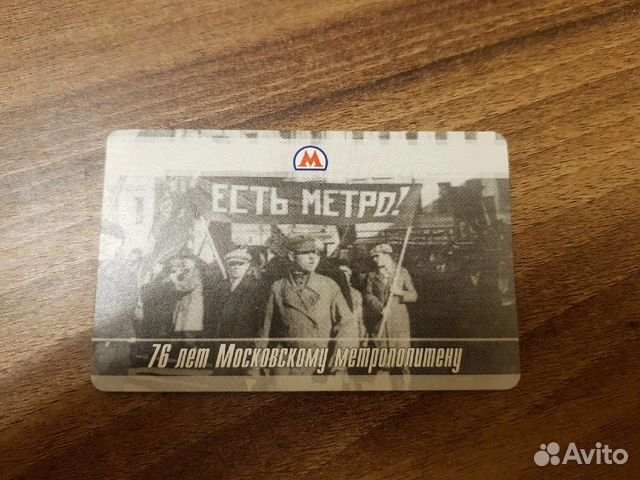 М
ЕСТЬ МЕТРО!
76 лет Московскому метрополитену
Avito